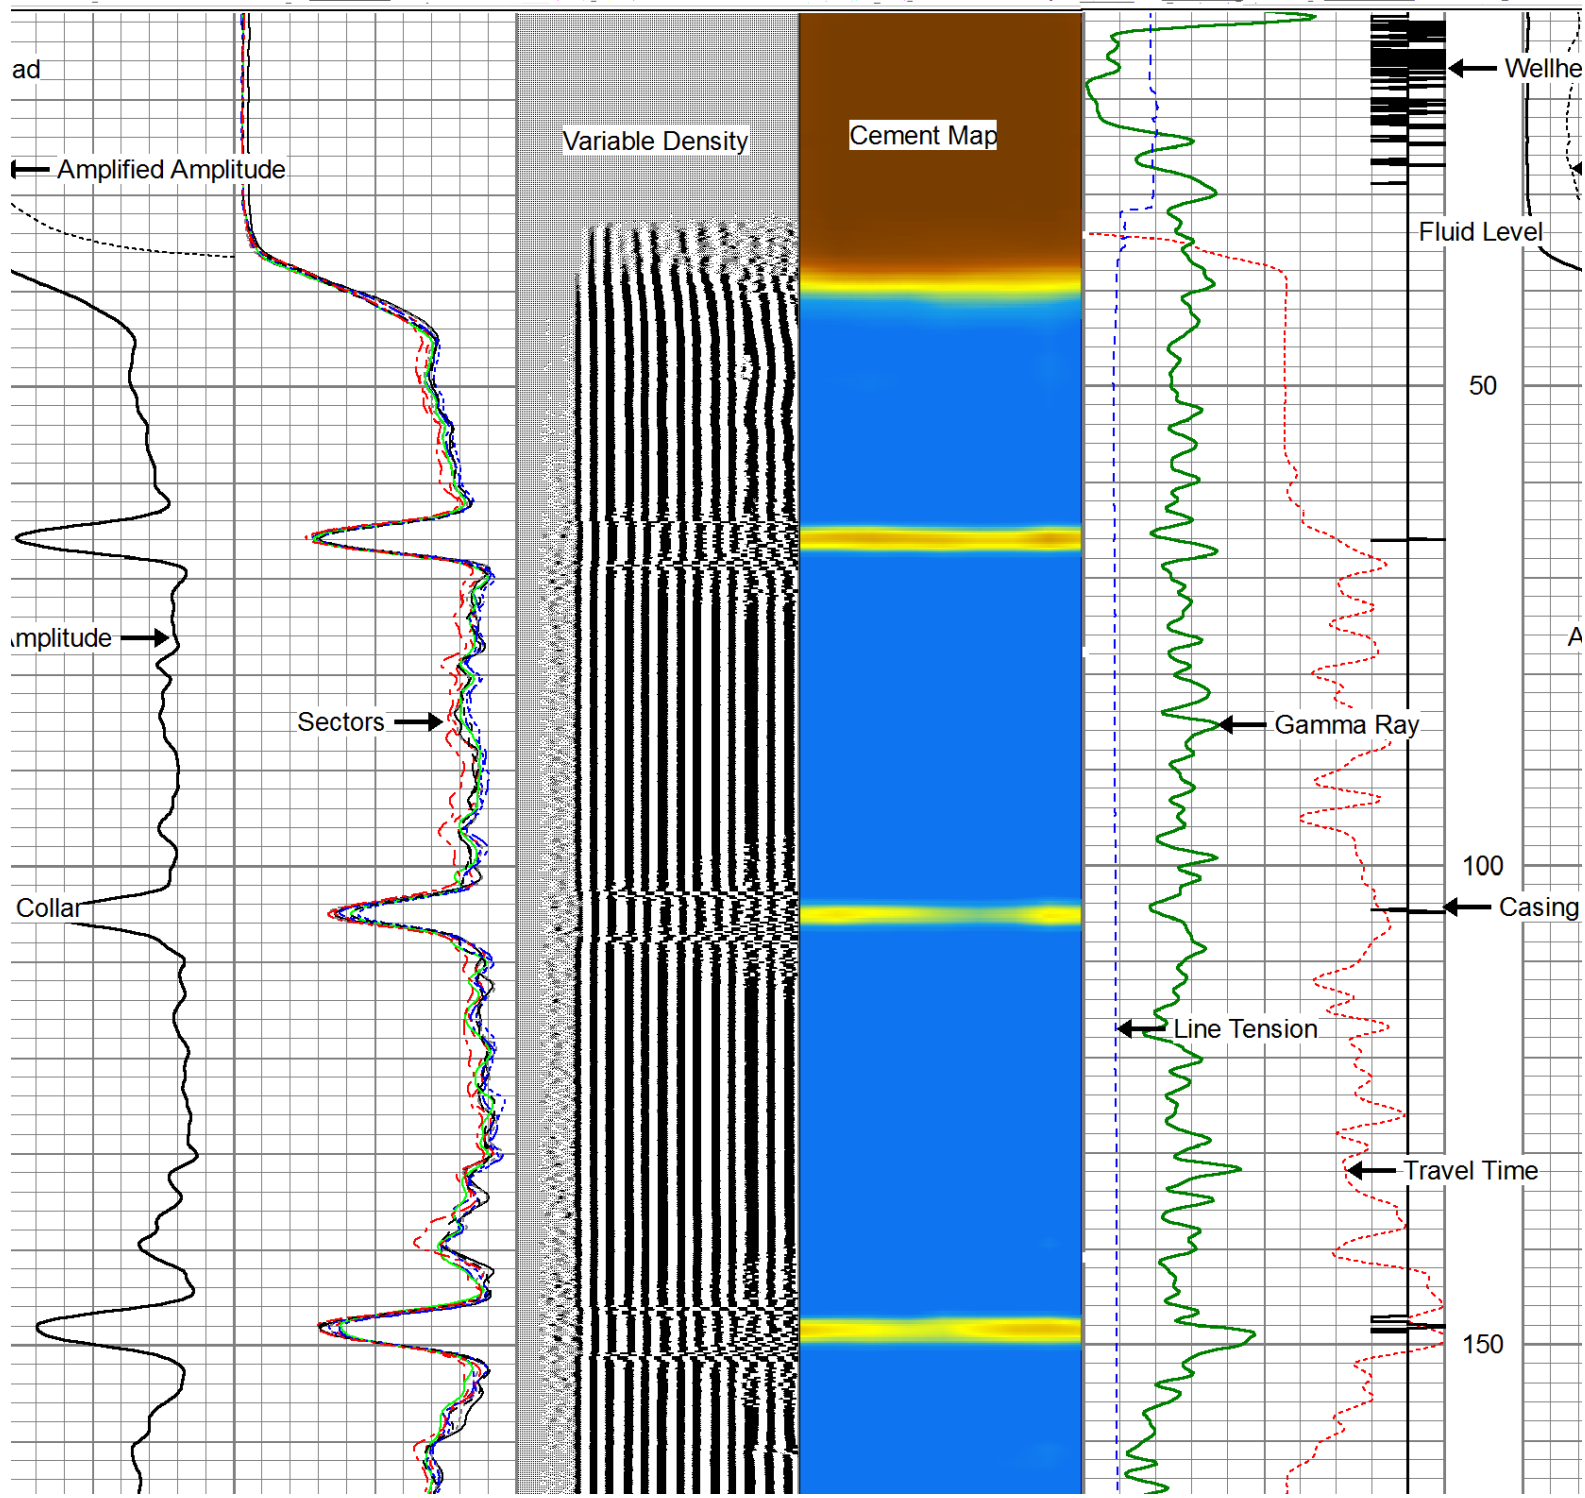 ad
Wellhe
Variable Density
Cement Map
Amplified Amplitude
Fluid Level
50
Amplitude
A
Sectors
Gamma Ray
100
Collar
Casing
Line Tension
Travel Time
150